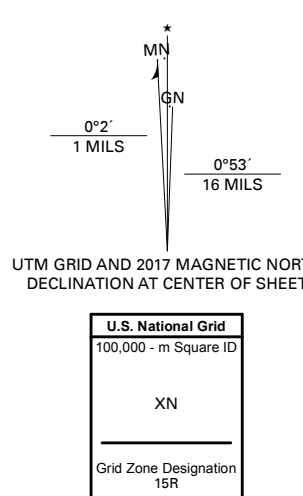 ★
MN
GN
0°2´
1 MILS
0°53´
16 MILS
UTM GRID AND 2017 MAGNETIC NORT
DECLINATION AT CENTER OF SHEET
U.S. National Grid
100,000 - m Square ID
XN
Grid Zone Designation
15R